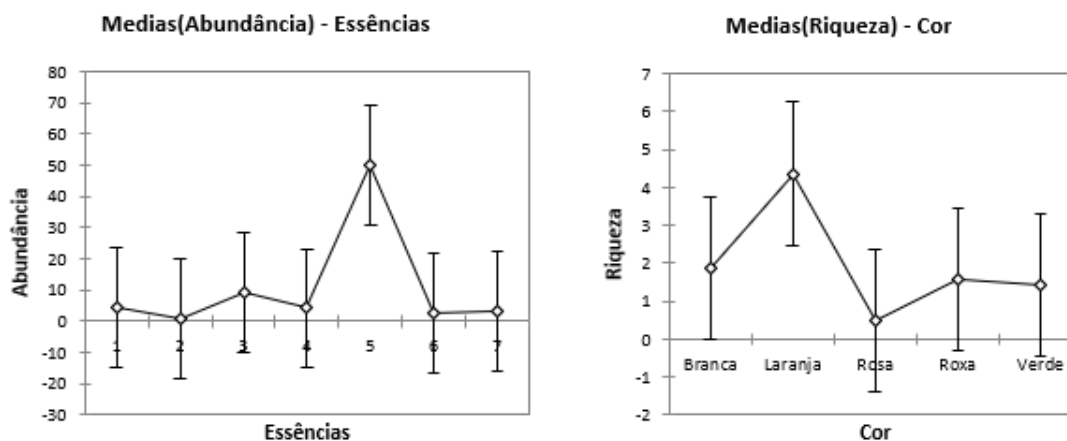 Medias(Abundância) - Essências
80
70
60
50
40
30
20
10
0
-10
-20
-30
Abundância
1 2 3 4 5 6 7
Essências
Medias(Riqueza) - Cor
7
6
5
4
3
2
1
0
-1
-2
Riqueza
Branca Laranja Rosa Roxa Verde
Cor